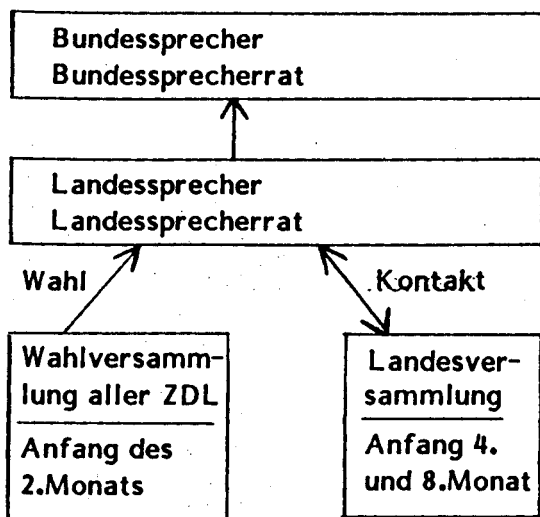 Bundessprecher
Bundessprecherrat
Landessprecher
Landessprecherrat
Wahl
Kontakt
Wahlversamm-
lung aller ZDL
Anfang des
2.Monats
Landesver-
sammlung
Anfang 4.
und 8.Monat